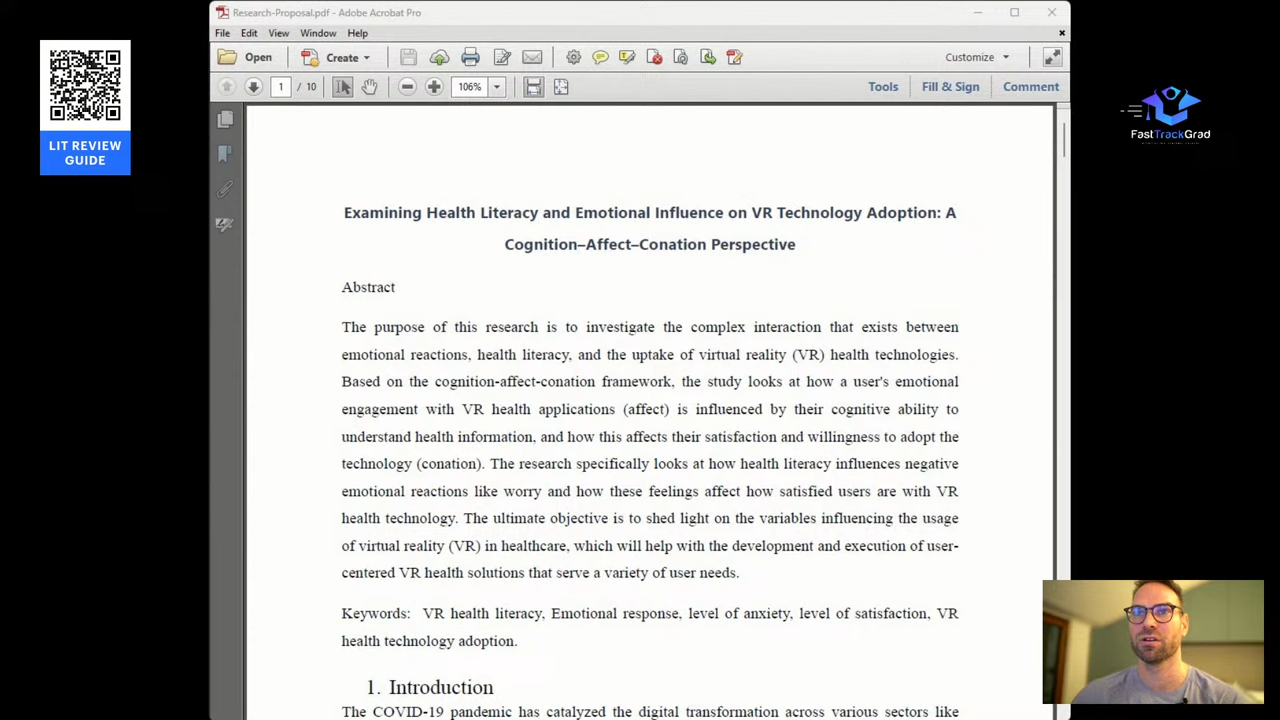 Research-Proposal.pdf - Adobe Acrobat Pro
File Edit View Window Help
Open Create Customize
1 / 10 106% Tools Fill & Sign Comment
LIT REVIEW
GUIDE
FastTrackGrad
Examining Health Literacy and Emotional Influence on VR Technology Adoption: A
Cognition–Affect–Conation Perspective
Abstract
The purpose of this research is to investigate the complex interaction that exists between
emotional reactions, health literacy, and the uptake of virtual reality (VR) health technologies.
Based on the cognition-affect-conation framework, the study looks at how a user's emotional
engagement with VR health applications (affect) is influenced by their cognitive ability to
understand health information, and how this affects their satisfaction and willingness to adopt the
technology (conation). The research specifically looks at how health literacy influences negative
emotional reactions like worry and how these feelings affect how satisfied users are with VR
health technology. The ultimate objective is to shed light on the variables influencing the usage
of virtual reality (VR) in healthcare, which will help with the development and execution of user-
centered VR health solutions that serve a variety of user needs.
Keywords: VR health literacy, Emotional response, level of anxiety, level of satisfaction, VR
health technology adoption.
1. Introduction
The COVID-19 pandemic has catalyzed the digital transformation across various sectors like